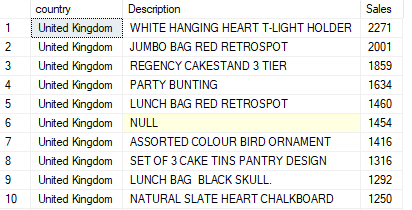 country Description Sales
1 United Kingdom WHITE HANGING HEART T-LIGHT HOLDER 2271
2 United Kingdom JUMBO BAG RED RETROSPOT 2001
3 United Kingdom REGENCY CAKESTAND 3 TIER 1859
4 United Kingdom PARTY BUNTING 1634
5 United Kingdom LUNCH BAG RED RETROSPOT 1460
6 United Kingdom NULL 1454
7 United Kingdom ASSORTED COLOUR BIRD ORNAMENT 1416
8 United Kingdom SET OF 3 CAKE TINS PANTRY DESIGN 1316
9 United Kingdom LUNCH BAG  BLACK SKULL. 1292
10 United Kingdom NATURAL SLATE HEART CHALKBOARD 1250